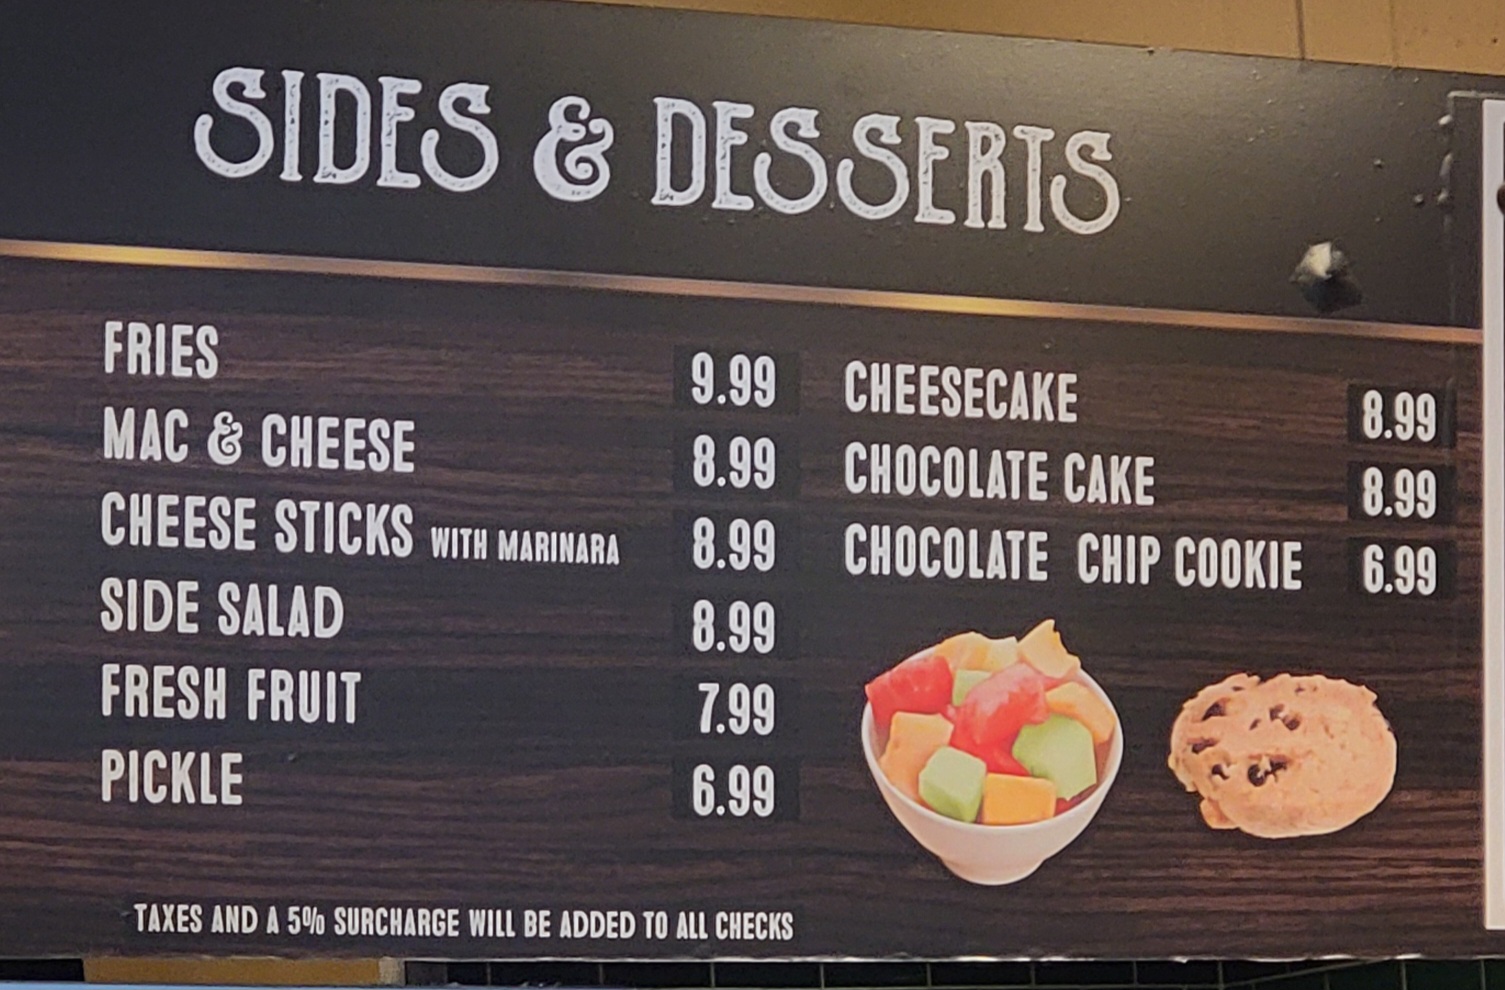 SIDES & DESSERTS
FRIES 9.99
MAC & CHEESE 8.99
CHEESE STICKS WITH MARINARA 8.99
SIDE SALAD 8.99
FRESH FRUIT 7.99
PICKLE 6.99
CHEESECAKE 8.99
CHOCOLATE CAKE 8.99
CHOCOLATE CHIP COOKIE 6.99
TAXES AND A 5% SURCHARGE WILL BE ADDED TO ALL CHECKS